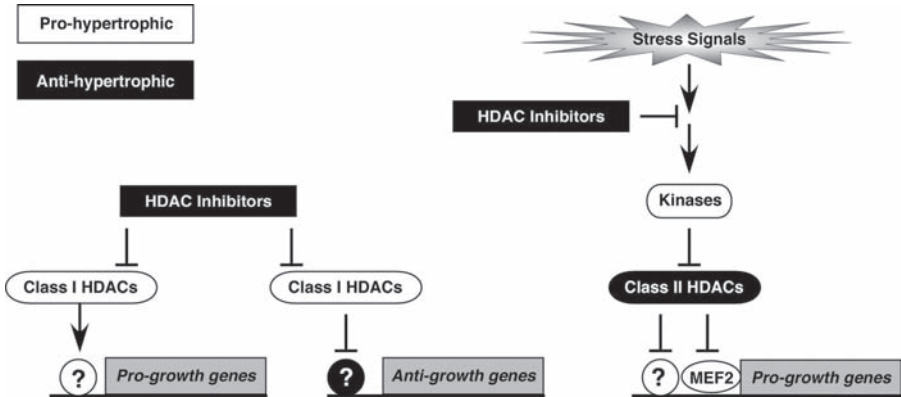 Pro-hypertrophic
Anti-hypertrophic
Stress Signals
HDAC Inhibitors
Kinases
HDAC Inhibitors
Class I HDACs
Class I HDACs
Class II HDACs
? Pro-growth genes
? Anti-growth genes
? MEF2 Pro-growth genes